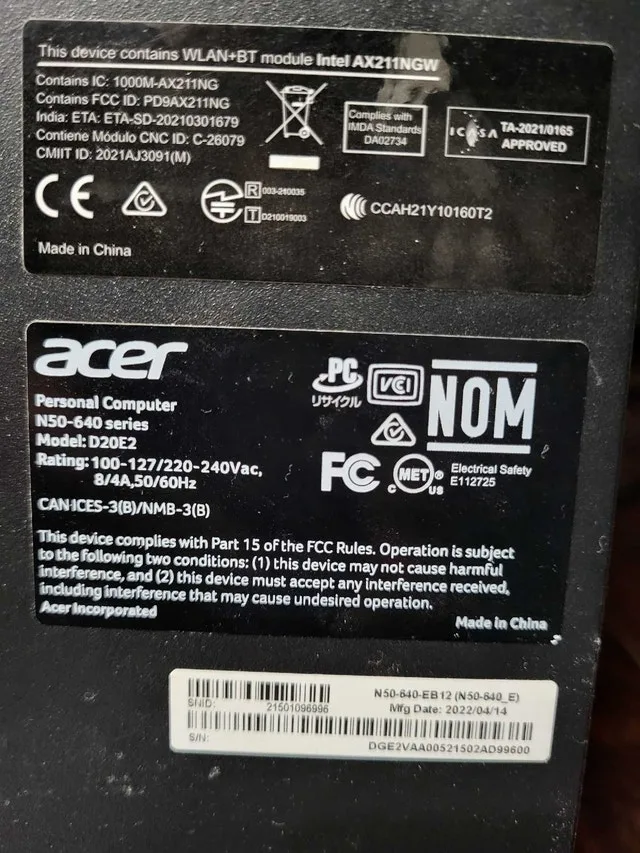 This device contains WLAN+BT module Intel AX211NGW
Contains IC: 1000M-AX211NG
Contains FCC ID: PD9AX211NG
India: ETA: ETA-SD-20210301679
Contiene Módulo CNC ID: C-26079
CMIIT ID: 2021AJ3091(M)
Complies with
IMDA Standards
DA02734
ICASA
TA-2021/0165
APPROVED
CE
R 003-210035
T D210019003
CCAH21Y10160T2
Made in China
acer
Personal Computer
N50-640 series
Model: D20E2
Rating: 100-127/220-240Vac,
8/4A,50/60Hz
CAN ICES-3(B)/NMB-3(B)
PC
リサイクル
VCI
NOM
FC
c MET us
Electrical Safety
E112725
This device complies with Part 15 of the FCC Rules. Operation is subject
to the following two conditions: (1) this device may not cause harmful
interference, and (2) this device must accept any interference received,
including interference that may cause undesired operation.
Acer Incorporated
Made in China
SNID:
21501096996
N50-640-EB12 (N50-640_E)
Mfg Date: 2022/04/14
S/N:
DGE2VAA00521502AD99600